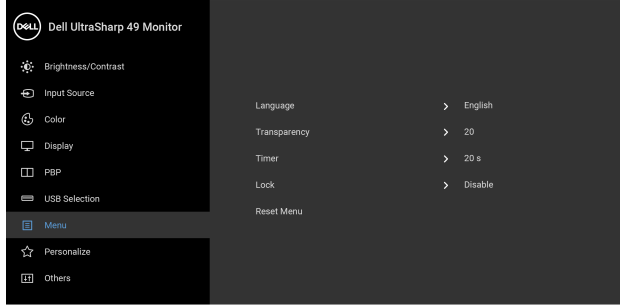 DELL Dell UltraSharp 49 Monitor
Brightness/Contrast
Input Source
Color
Display
PBP
USB Selection
Menu
Personalize
Others
Language > English
Transparency > 20
Timer > 20 s
Lock > Disable
Reset Menu